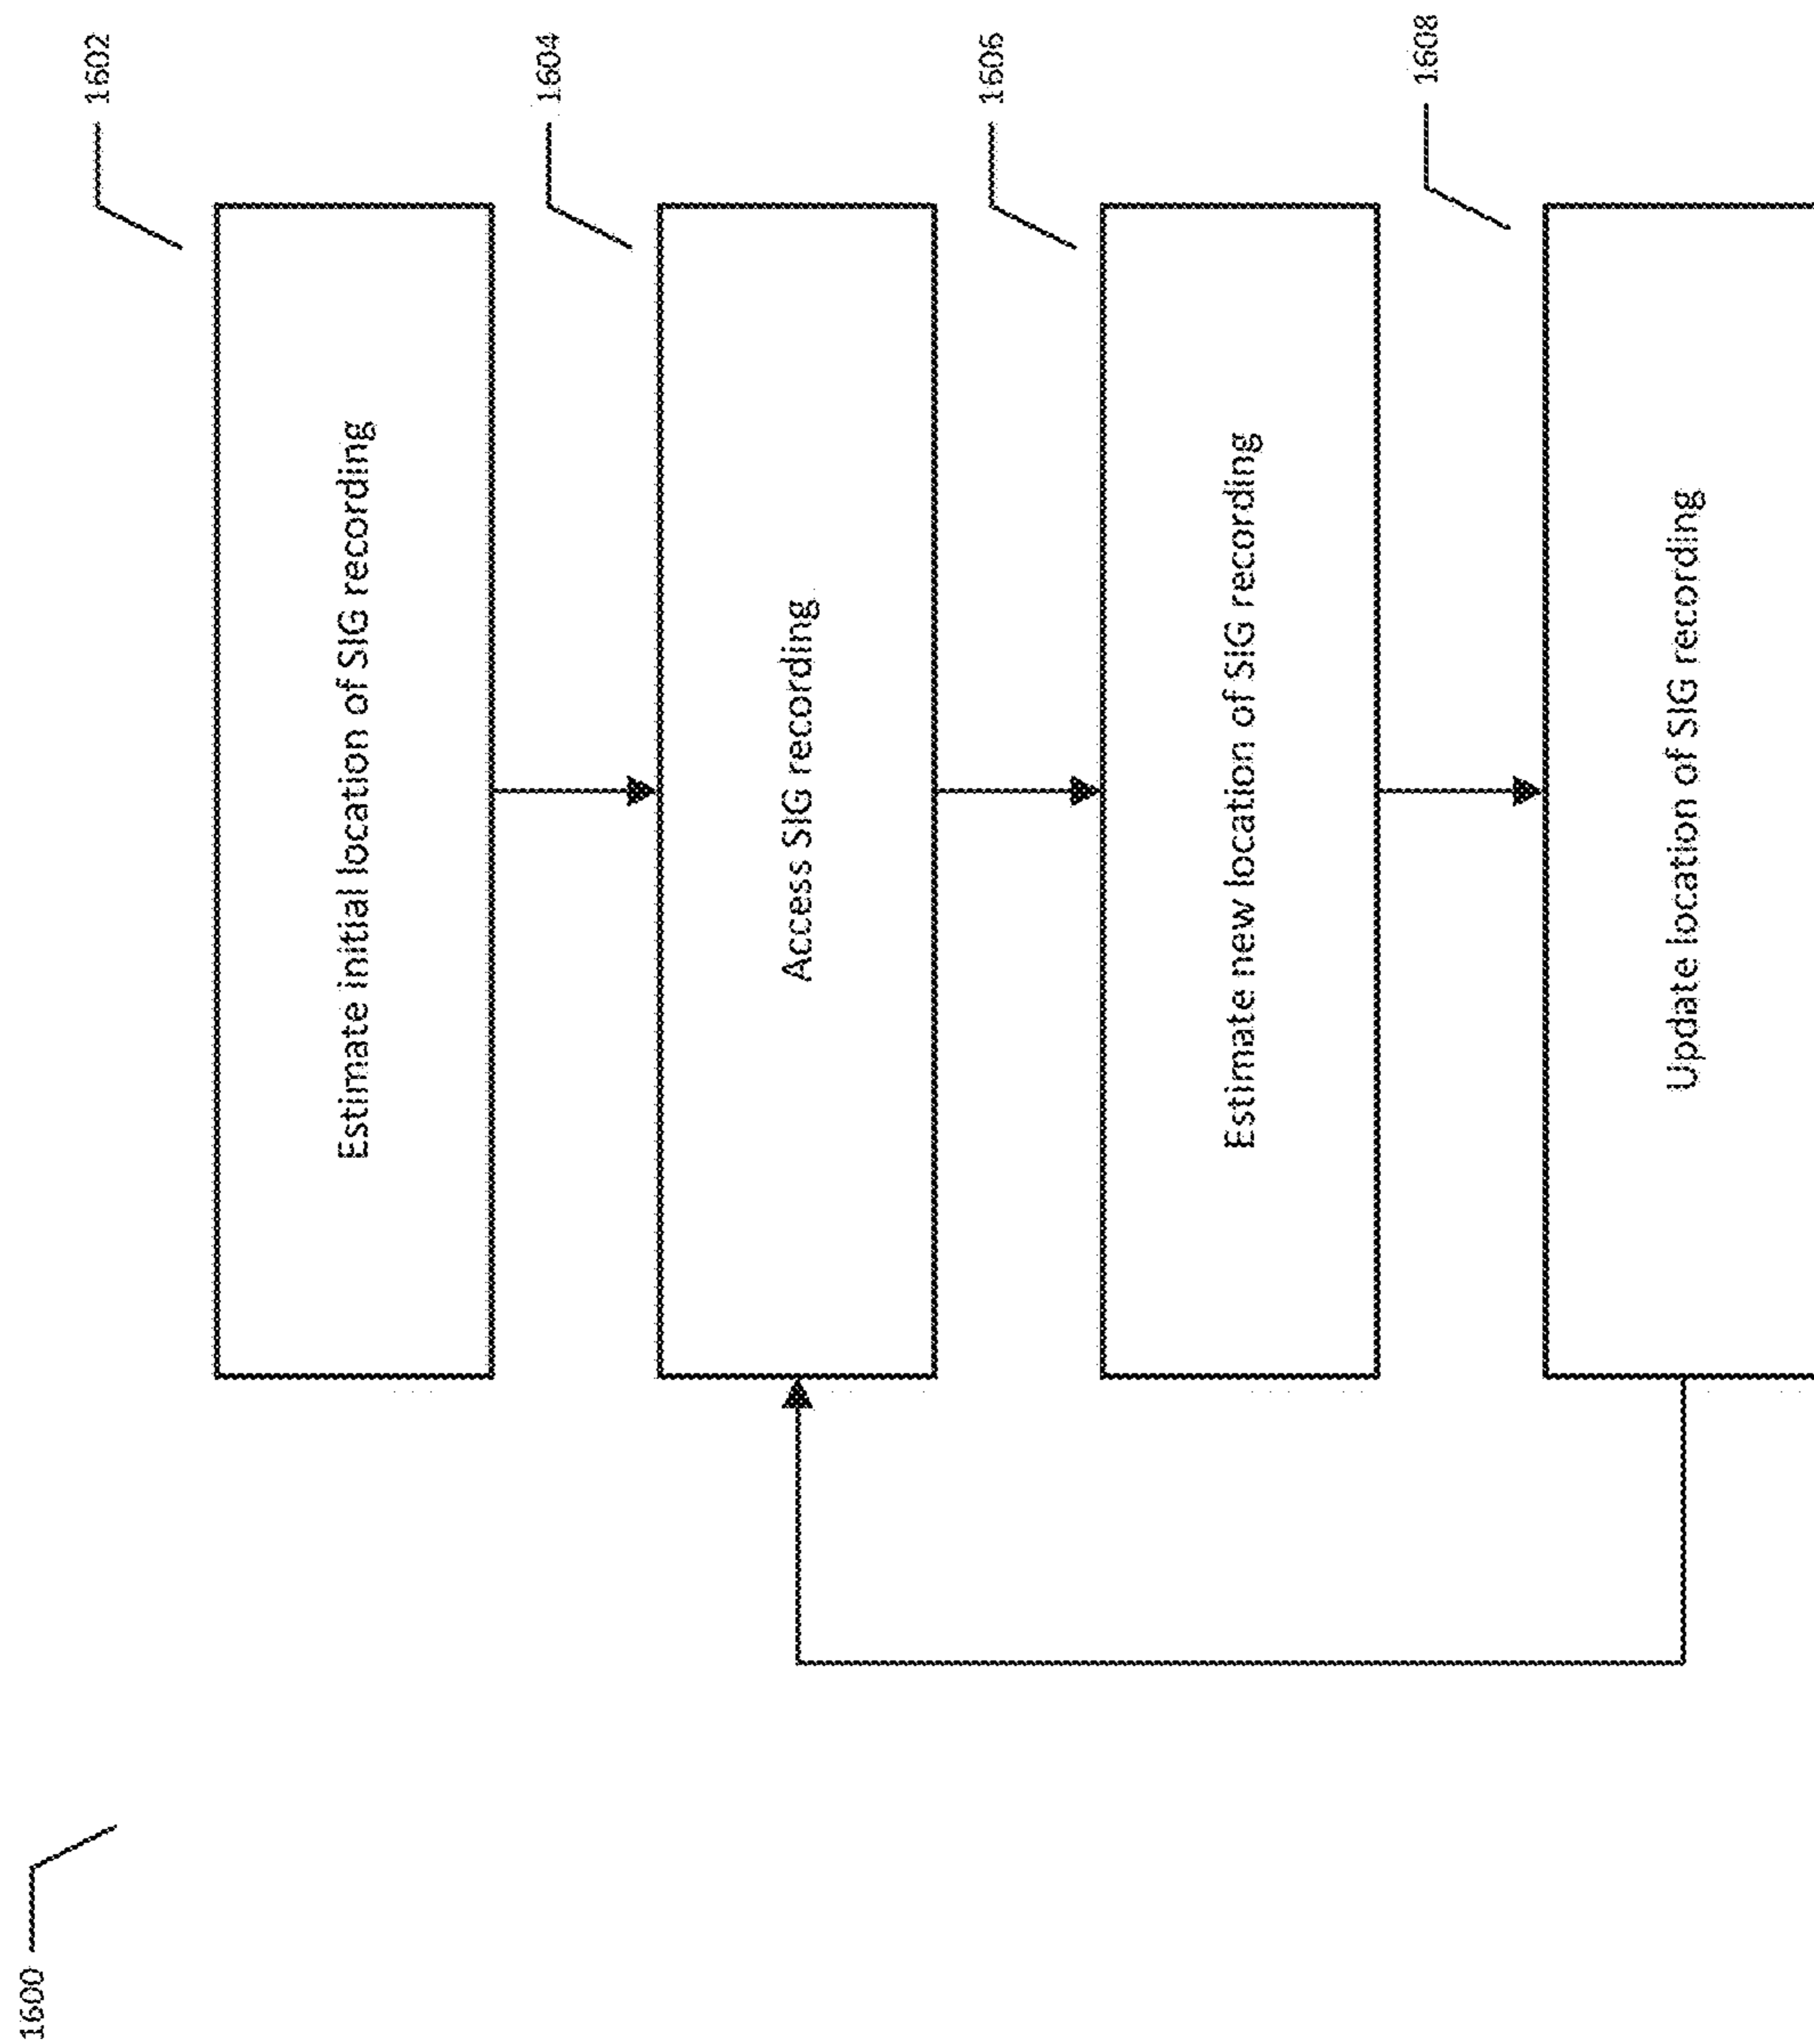 1600
1602
Estimate initial location of SIG recording
1604
Access SIG recording
1606
Estimate new location of SIG recording
1608
Update location of SIG recording